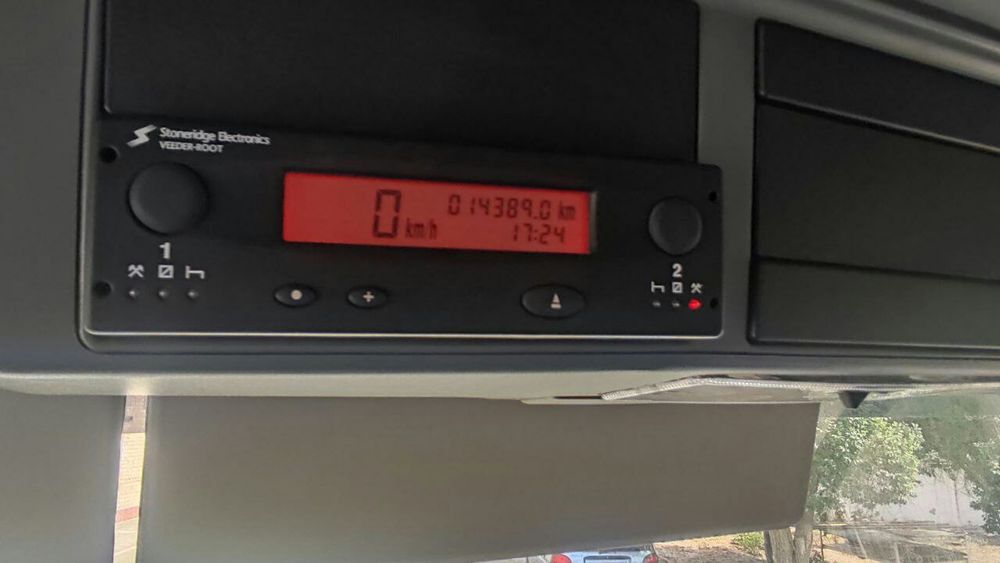 Stoneridge Electronics
VEEDER-ROOT
0 km/h
014389.0 km
17:24
1
2